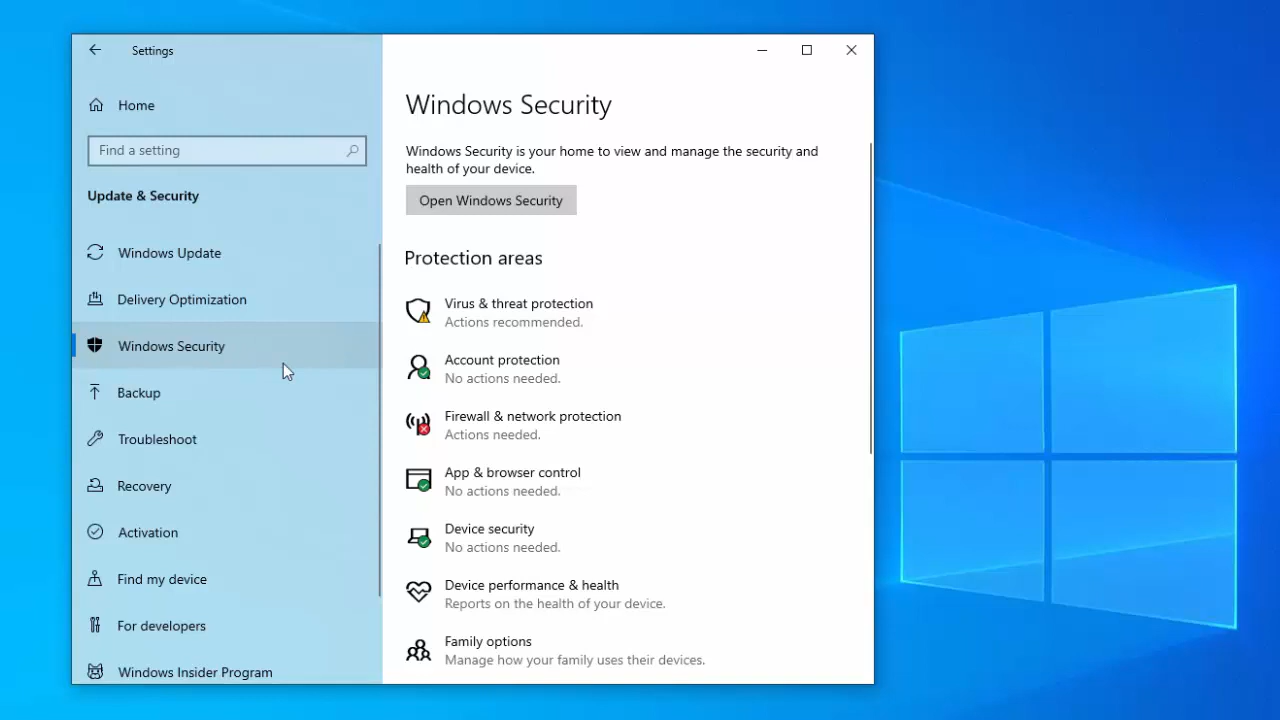 Settings
Home
Find a setting
Update & Security
Windows Update
Delivery Optimization
Windows Security
Backup
Troubleshoot
Recovery
Activation
Find my device
For developers
Windows Insider Program
Windows Security
Windows Security is your home to view and manage the security and
health of your device.
Open Windows Security
Protection areas
Virus & threat protection
Actions recommended.
Account protection
No actions needed.
Firewall & network protection
Actions needed.
App & browser control
No actions needed.
Device security
No actions needed.
Device performance & health
Reports on the health of your device.
Family options
Manage how your family uses their devices.